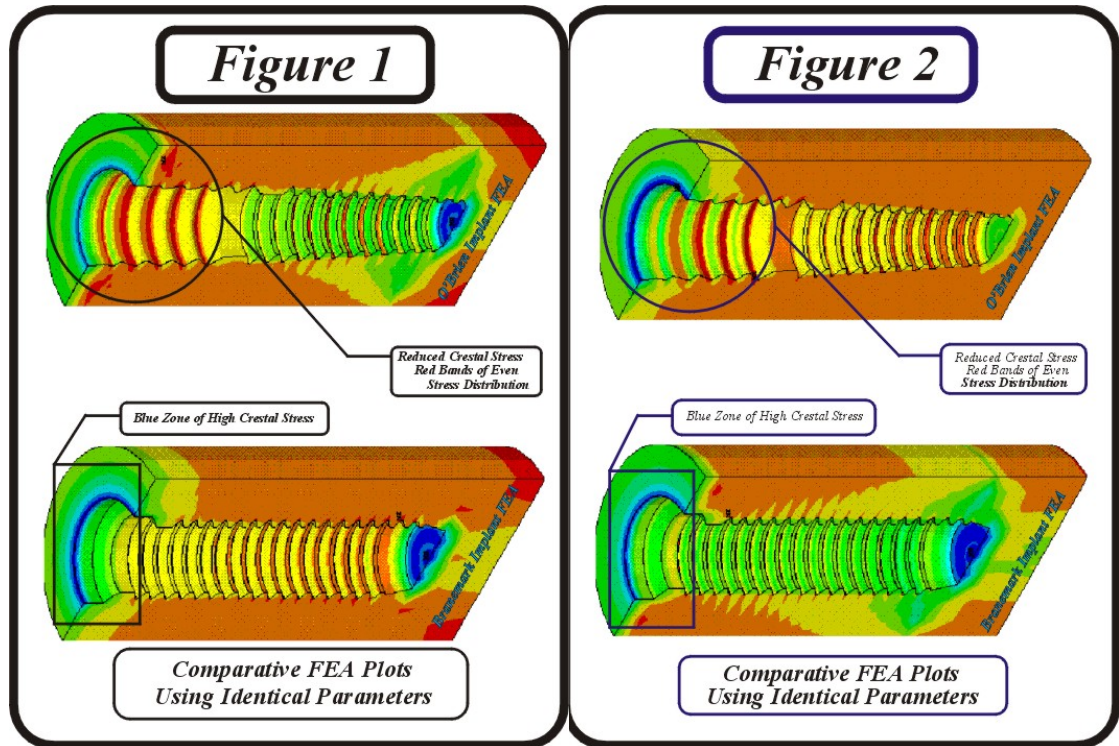 Figure 1
O'Brian Implant FEA
Reduced Crestal Stress
Red Bands of Even
Stress Distribution
Blue Zone of High Crestal Stress
Branemark Implant FEA
Comparative FEA Plots
Using Identical Parameters
Figure 2
O'Brian Implant FEA
Reduced Crestal Stress
Red Bands of Even
Stress Distribution
Blue Zone of High Crestal Stress
Branemark Implant FEA
Comparative FEA Plots
Using Identical Parameters